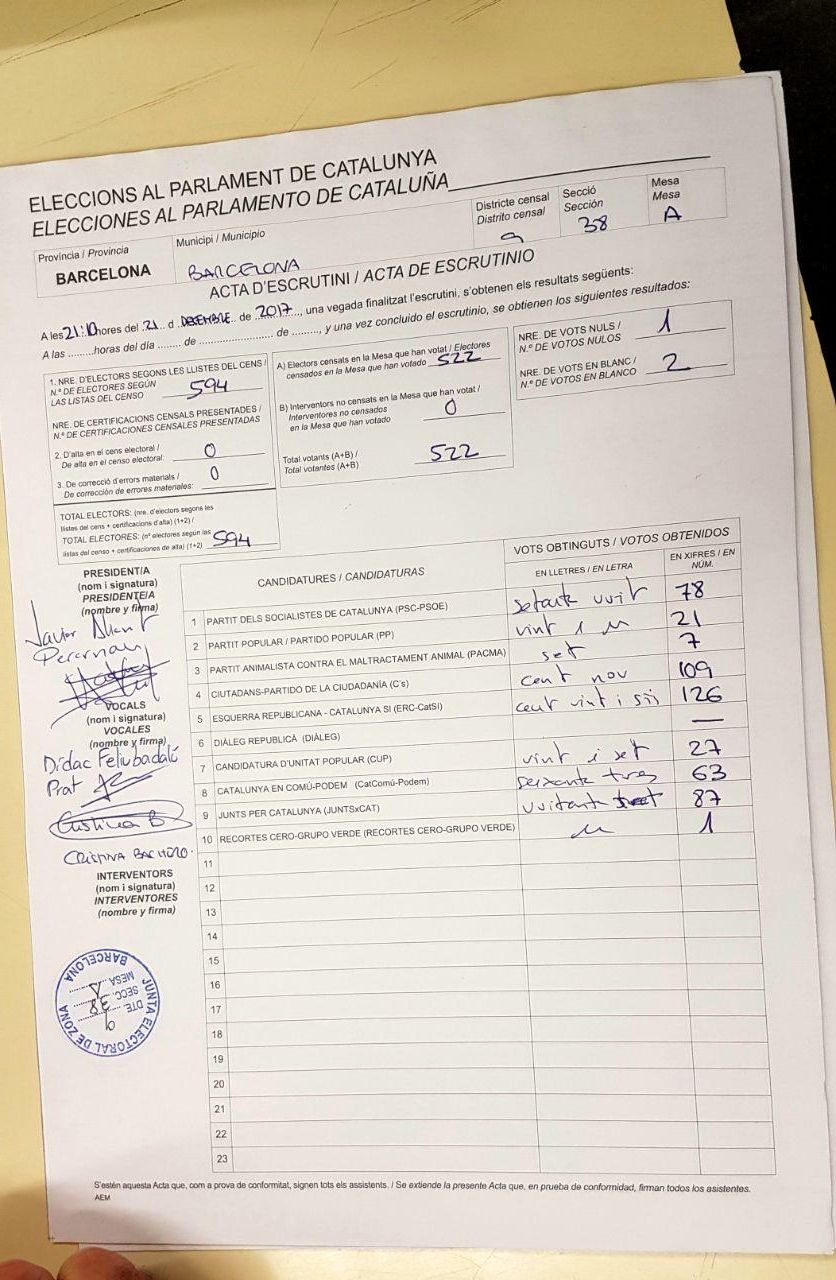 ELECCIONS AL PARLAMENT DE CATALUNYA
ELECCIONES AL PARLAMENTO DE CATALUÑA
Província / Provincia
BARCELONA
Municipi / Municipio
BARCELONA
Districte censal
Distrito censal
9
Secció
Sección
38
Mesa
Mesa
A
ACTA D'ESCRUTINI / ACTA DE ESCRUTINIO
A les 21:10 hores del 21 d DESEMBRE de 2017, una vegada finalitzat l'escrutini, s'obtenen els resultats següents:
A las ........horas del día ....... de ......................... de ........., y una vez concluido el escrutinio, se obtienen los siguientes resultados:
1. NRE. D'ELECTORS SEGONS LES LLISTES DEL CENS /
N.º DE ELECTORES SEGÚN
LAS LISTAS DEL CENSO 594
NRE. DE CERTIFICACIONS CENSALS PRESENTADES /
N.º DE CERTIFICACIONES CENSALES PRESENTADAS
2. D'alta en el cens electoral /
De alta en el censo electoral: 0
3. De correcció d'errors materials /
De corrección de errores materiales: 0
TOTAL ELECTORS: (nre. d'electors segons les
llistes del cens + certificacions d'alta) (1+2) /
TOTAL ELECTORES: (nº electores según las
listas del censo + certificaciones de alta) (1+2) 594
A) Electors censats en la Mesa que han votat / Electores
censados en la Mesa que han votado 522
B) Interventors no censats en la Mesa que han votat /
Interventores no censados
en la Mesa que han votado 0
Total votants (A+B) /
Total votantes (A+B) 522
NRE. DE VOTS NULS /
N.º DE VOTOS NULOS 1
NRE. DE VOTS EN BLANC /
N.º DE VOTOS EN BLANCO 2
PRESIDENT/A
(nom i signatura)
PRESIDENTE/A
(nombre y firma)
Javier
VOCALS
(nom i signatura)
VOCALES
(nombre y firma)
Dídac Feliubadaló
Prat
Cristina B
CRISTINA
INTERVENTORS
(nom i signatura)
INTERVENTORES
(nombre y firma)
JUNTA ELECTORAL DE ZONA
BARCELONA
DTE. 9
SECC. 38
MESA A
CANDIDATURES / CANDIDATURAS
VOTS OBTINGUTS / VOTOS OBTENIDOS
EN LLETRES / EN LETRA
EN XIFRES / EN NÚM.
1 PARTIT DELS SOCIALISTES DE CATALUNYA (PSC-PSOE) setanta vuit 78
2 PARTIT POPULAR / PARTIDO POPULAR (PP) vint i u 21
3 PARTIT ANIMALISTA CONTRA EL MALTRACTAMENT ANIMAL (PACMA) set 7
4 CIUTADANS-PARTIDO DE LA CIUDADANÍA (C's) cent nou 109
5 ESQUERRA REPUBLICANA - CATALUNYA SI (ERC-CatSI) cent vint i sis 126
6 DIÀLEG REPUBLICÀ (DIÀLEG) —
7 CANDIDATURA D'UNITAT POPULAR (CUP) vint i set 27
8 CATALUNYA EN COMÚ-PODEM (CatComú-Podem) seixanta tres 63
9 JUNTS PER CATALUNYA (JUNTSxCAT) vuitanta set 87
10 RECORTES CERO-GRUPO VERDE (RECORTES CERO-GRUPO VERDE) u 1
11
12
13
14
15
16
17
18
19
20
21
22
23
S'estén aquesta Acta que, com a prova de conformitat, signen tots els assistents. / Se extiende la presente Acta que, en prueba de conformidad, firman todos los asistentes.
AEM